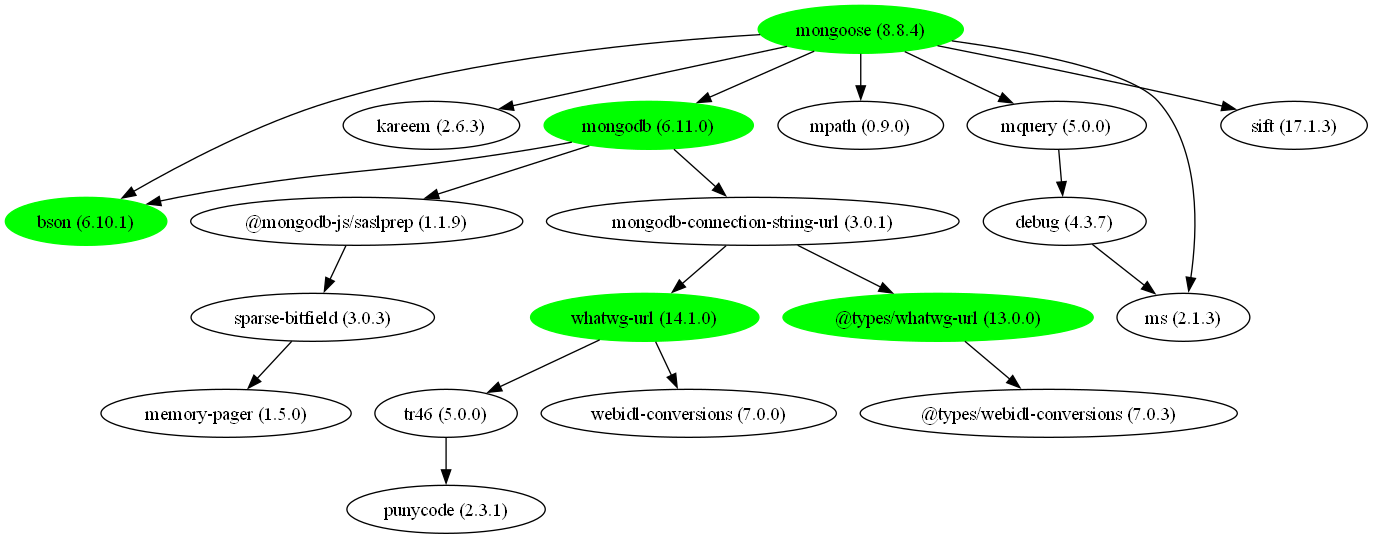 mongoose (8.8.4)
kareem (2.6.3)
mongodb (6.11.0)
mpath (0.9.0)
mquery (5.0.0)
sift (17.1.3)
bson (6.10.1)
@mongodb-js/saslprep (1.1.9)
mongodb-connection-string-url (3.0.1)
debug (4.3.7)
sparse-bitfield (3.0.3)
whatwg-url (14.1.0)
@types/whatwg-url (13.0.0)
ms (2.1.3)
memory-pager (1.5.0)
tr46 (5.0.0)
webidl-conversions (7.0.0)
@types/webidl-conversions (7.0.3)
punycode (2.3.1)